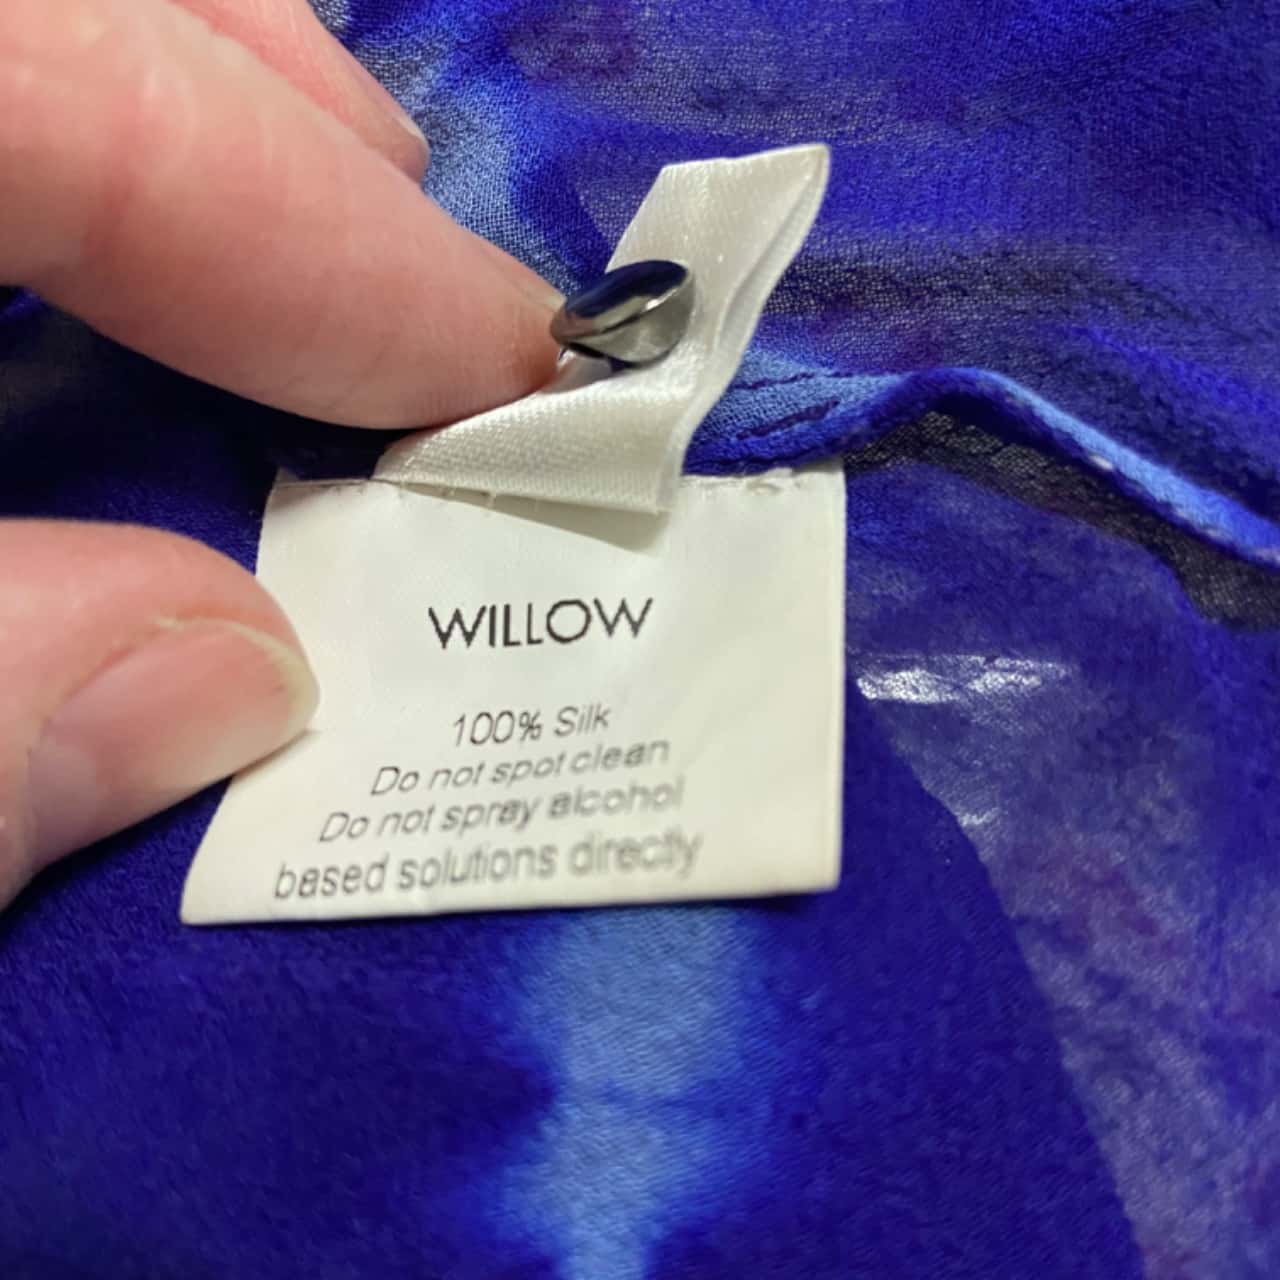 WILLOW
100% Silk
Do not spot clean
Do not spray alcohol
based solutions directly